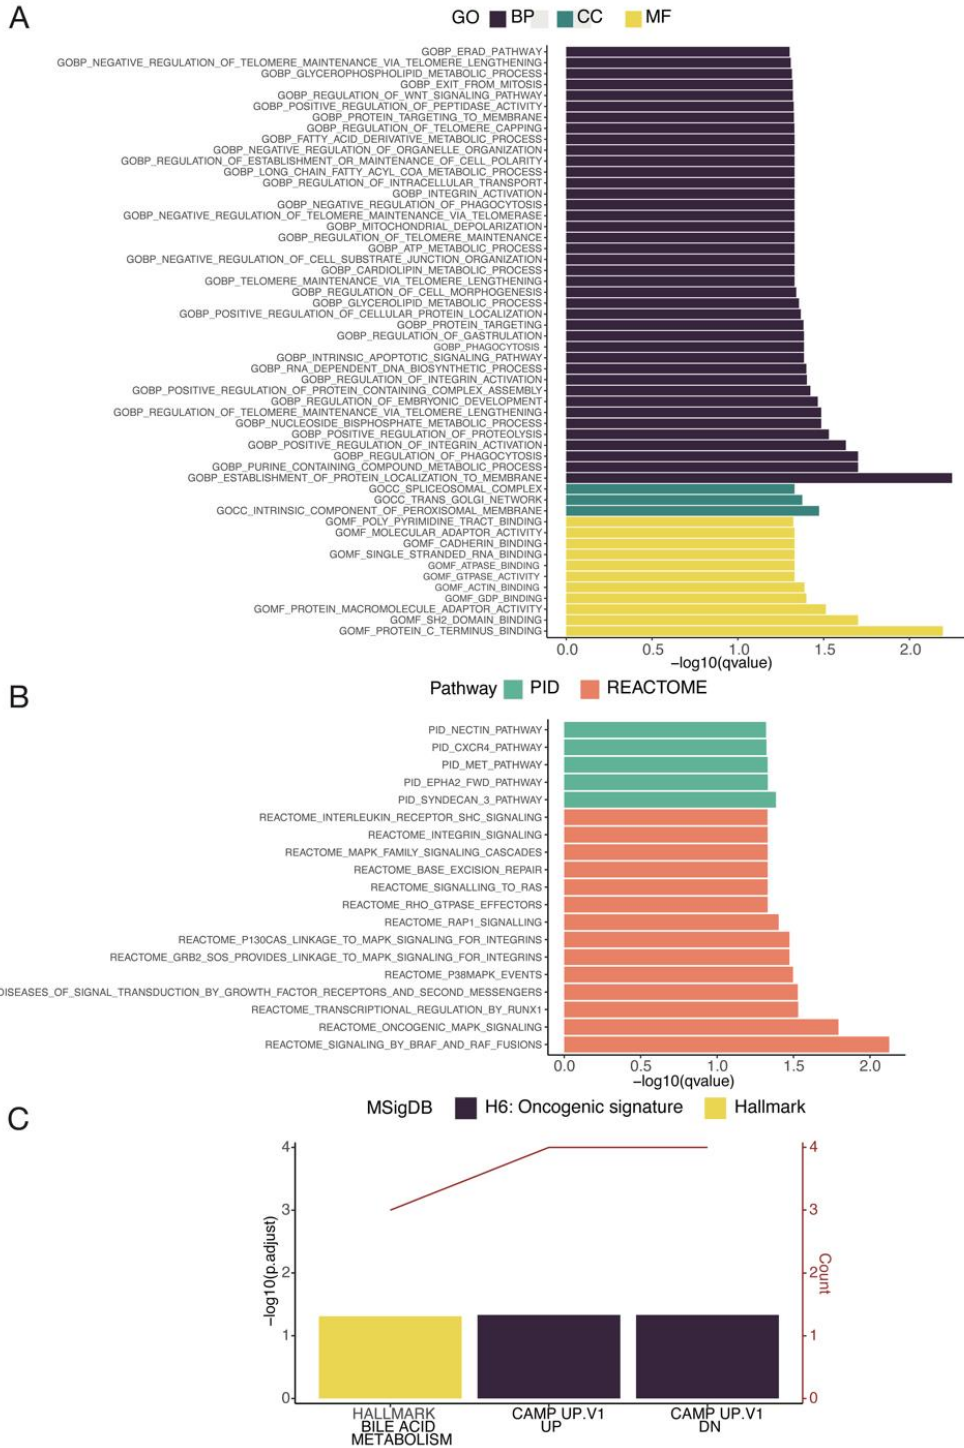 A
GO BP CC MF
GOBP_ERAD_PATHWAY
GOBP_NEGATIVE_REGULATION_OF_TELOMERE_MAINTENANCE_VIA_TELOMERE_LENGTHENING
GOBP_GLYCEROPHOSPHOLIPID_METABOLIC_PROCESS
GOBP_EXIT_FROM_MITOSIS
GOBP_REGULATION_OF_WNT_SIGNALING_PATHWAY
GOBP_POSITIVE_REGULATION_OF_PEPTIDASE_ACTIVITY
GOBP_PROTEIN_TARGETING_TO_MEMBRANE
GOBP_REGULATION_OF_TELOMERE_CAPPING
GOBP_FATTY_ACID_DERIVATIVE_METABOLIC_PROCESS
GOBP_NEGATIVE_REGULATION_OF_ORGANELLE_ORGANIZATION
GOBP_REGULATION_OF_ESTABLISHMENT_OR_MAINTENANCE_OF_CELL_POLARITY
GOBP_LONG_CHAIN_FATTY_ACYL_COA_METABOLIC_PROCESS
GOBP_REGULATION_OF_INTRACELLULAR_TRANSPORT
GOBP_INTEGRIN_ACTIVATION
GOBP_NEGATIVE_REGULATION_OF_PHAGOCYTOSIS
GOBP_NEGATIVE_REGULATION_OF_TELOMERE_MAINTENANCE_VIA_TELOMERASE
GOBP_MITOCHONDRIAL_DEPOLARIZATION
GOBP_REGULATION_OF_TELOMERE_MAINTENANCE
GOBP_ATP_METABOLIC_PROCESS
GOBP_NEGATIVE_REGULATION_OF_CELL_SUBSTRATE_JUNCTION_ORGANIZATION
GOBP_CARDIOLIPIN_METABOLIC_PROCESS
GOBP_TELOMERE_MAINTENANCE_VIA_TELOMERE_LENGTHENING
GOBP_REGULATION_OF_CELL_MORPHOGENESIS
GOBP_GLYCEROLIPID_METABOLIC_PROCESS
GOBP_POSITIVE_REGULATION_OF_CELLULAR_PROTEIN_LOCALIZATION
GOBP_PROTEIN_TARGETING
GOBP_REGULATION_OF_GASTRULATION
GOBP_PHAGOCYTOSIS
GOBP_INTRINSIC_APOPTOTIC_SIGNALING_PATHWAY
GOBP_RNA_DEPENDENT_DNA_BIOSYNTHETIC_PROCESS
GOBP_REGULATION_OF_INTEGRIN_ACTIVATION
GOBP_POSITIVE_REGULATION_OF_PROTEIN_CONTAINING_COMPLEX_ASSEMBLY
GOBP_REGULATION_OF_EMBRYONIC_DEVELOPMENT
GOBP_REGULATION_OF_TELOMERE_MAINTENANCE_VIA_TELOMERE_LENGTHENING
GOBP_NUCLEOSIDE_BISPHOSPHATE_METABOLIC_PROCESS
GOBP_POSITIVE_REGULATION_OF_PROTEOLYSIS
GOBP_POSITIVE_REGULATION_OF_INTEGRIN_ACTIVATION
GOBP_REGULATION_OF_PHAGOCYTOSIS
GOBP_PURINE_CONTAINING_COMPOUND_METABOLIC_PROCESS
GOBP_ESTABLISHMENT_OF_PROTEIN_LOCALIZATION_TO_MEMBRANE
GOCC_SPLICEOSOMAL_COMPLEX
GOCC_TRANS_GOLGI_NETWORK
GOCC_INTRINSIC_COMPONENT_OF_PEROXISOMAL_MEMBRANE
GOMF_POLY_PYRIMIDINE_TRACT_BINDING
GOMF_MOLECULAR_ADAPTOR_ACTIVITY
GOMF_CADHERIN_BINDING
GOMF_SINGLE_STRANDED_RNA_BINDING
GOMF_ATPASE_BINDING
GOMF_GTPASE_ACTIVITY
GOMF_ACTIN_BINDING
GOMF_GDP_BINDING
GOMF_PROTEIN_MACROMOLECULE_ADAPTOR_ACTIVITY
GOMF_SH2_DOMAIN_BINDING
GOMF_PROTEIN_C_TERMINUS_BINDING
0.0 0.5 1.0 1.5 2.0
−log10(qvalue)
B
Pathway PID REACTOME
PID_NECTIN_PATHWAY
PID_CXCR4_PATHWAY
PID_MET_PATHWAY
PID_EPHA2_FWD_PATHWAY
PID_SYNDECAN_3_PATHWAY
REACTOME_INTERLEUKIN_RECEPTOR_SHC_SIGNALING
REACTOME_INTEGRIN_SIGNALING
REACTOME_MAPK_FAMILY_SIGNALING_CASCADES
REACTOME_BASE_EXCISION_REPAIR
REACTOME_SIGNALLING_TO_RAS
REACTOME_RHO_GTPASE_EFFECTORS
REACTOME_RAP1_SIGNALLING
REACTOME_P130CAS_LINKAGE_TO_MAPK_SIGNALING_FOR_INTEGRINS
REACTOME_GRB2_SOS_PROVIDES_LINKAGE_TO_MAPK_SIGNALING_FOR_INTEGRINS
REACTOME_P38MAPK_EVENTS
DISEASES_OF_SIGNAL_TRANSDUCTION_BY_GROWTH_FACTOR_RECEPTORS_AND_SECOND_MESSENGERS
REACTOME_TRANSCRIPTIONAL_REGULATION_BY_RUNX1
REACTOME_ONCOGENIC_MAPK_SIGNALING
REACTOME_SIGNALING_BY_BRAF_AND_RAF_FUSIONS
0.0 0.5 1.0 1.5 2.0
−log10(qvalue)
C
MSigDB H6: Oncogenic signature Hallmark
−log10(p.adjust)
4
3
2
1
0
4
3
2
1
0
Count
HALLMARK
BILE ACID
METABOLISM
CAMP UP.V1
UP
CAMP UP.V1
DN